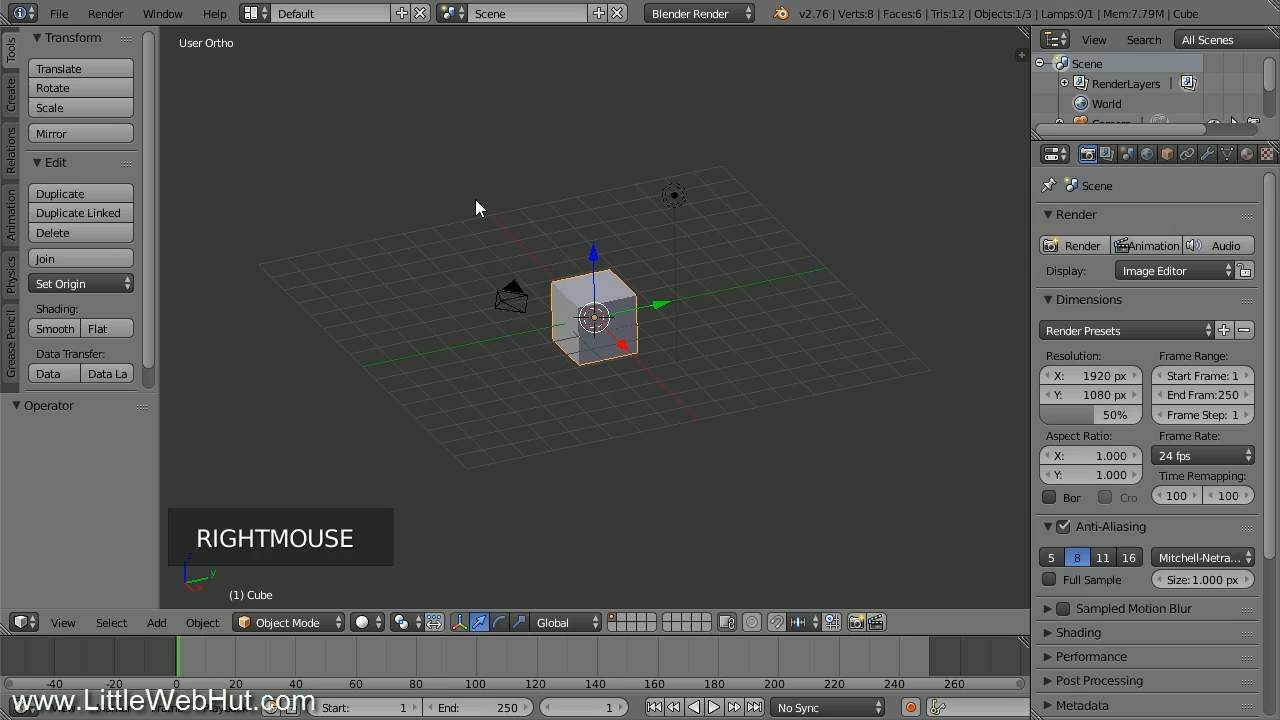 File Render Window Help Default Scene Blender Render v2.76 | Verts:8 | Faces:6 | Tris:12 | Objects:1/3 | Lamps:0/1 | Mem:7.79M | Cube
Tools
Create
Relations
Animation
Physics
Grease Pencil
Transform
Translate
Rotate
Scale
Mirror
Edit
Duplicate
Duplicate Linked
Delete
Join
Set Origin
Shading:
Smooth Flat
Data Transfer:
Data Data La
Operator
User Ortho
RIGHTMOUSE
z
y
x
(1) Cube
View Select Add Object Object Mode Global
-40 -20 0 20 40 60 80 100 120 140 160 180 200 220 240 260
www.LittleWebHut.com
Start: 1 End: 250 1 No Sync
View Search All Scenes
Scene
RenderLayers
World
Scene
Render
Render Animation Audio
Display: Image Editor
Dimensions
Render Presets
Resolution: Frame Range:
X: 1920 px Start Frame: 1
Y: 1080 px End Fram:250
50% Frame Step: 1
Aspect Ratio: Frame Rate:
X: 1.000 24 fps
Y: 1.000 Time Remapping:
Bor Cro 100 100
Anti-Aliasing
5 8 11 16 Mitchell-Netra...
Full Sample Size:1.000 px
Sampled Motion Blur
Shading
Performance
Post Processing
Metadata